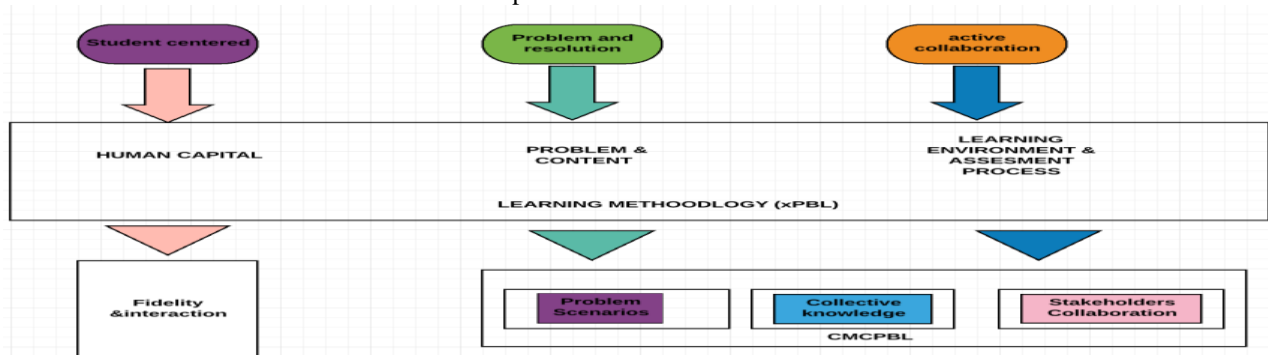 Student centered
Problem and
resolution
active
collaboration
HUMAN CAPITAL
PROBLEM &
CONTENT
LEARNING
ENVIRONMENT &
ASSESMENT
PROCESS
LEARNING METHOODLOGY (xPBL)
Fidelity
&interaction
Problem
Scenarios
Collective
knowledge
Stakeholders
Collaboration
CMCPBL